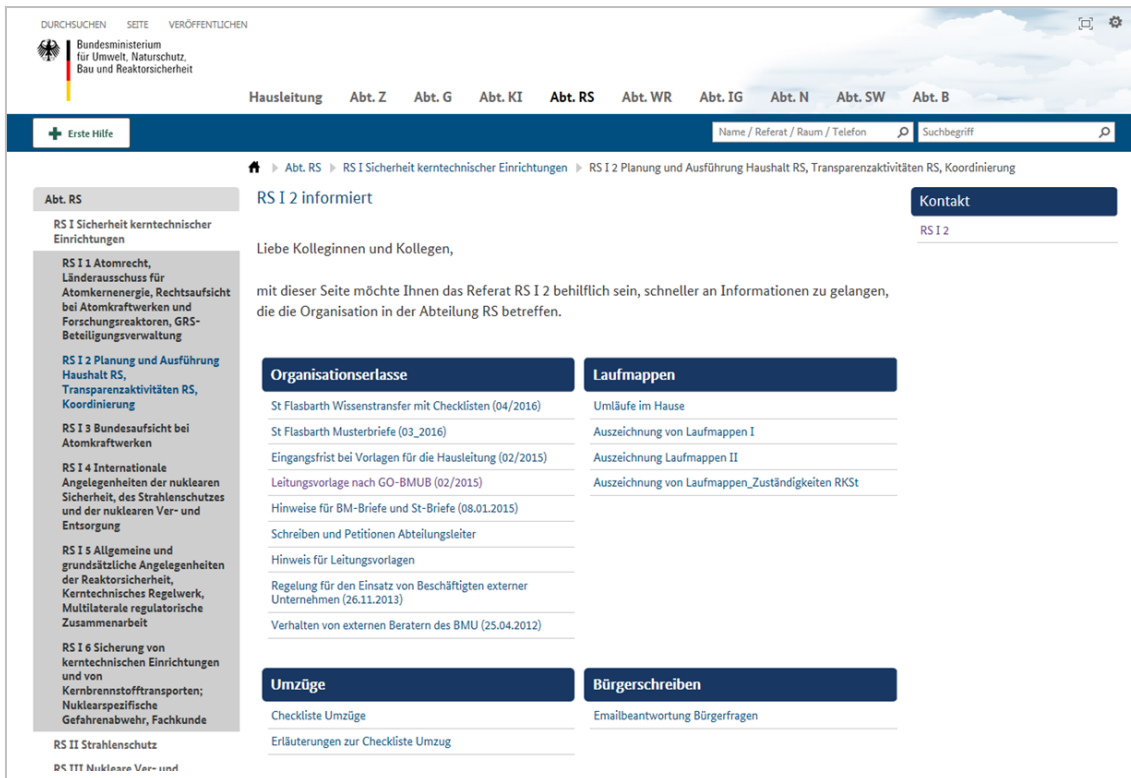 DURCHSUCHEN SEITE VERÖFFENTLICHEN
Bundesministerium
für Umwelt, Naturschutz,
Bau und Reaktorsicherheit
Hausleitung Abt. Z Abt. G Abt. KI Abt. RS Abt. WR Abt. IG Abt. N Abt. SW Abt. B
Erste Hilfe
Name / Referat / Raum / Telefon
Suchbegriff
Abt. RS RS I Sicherheit kerntechnischer Einrichtungen RS I 2 Planung und Ausführung Haushalt RS, Transparenzaktivitäten RS, Koordinierung
Abt. RS
RS I Sicherheit kerntechnischer
Einrichtungen
RS I 1 Atomrecht,
Länderausschuss für
Atomkernenergie, Rechtsaufsicht
bei Atomkraftwerken und
Forschungsreaktoren, GRS-
Beteiligungsverwaltung
RS I 2 Planung und Ausführung
Haushalt RS,
Transparenzaktivitäten RS,
Koordinierung
RS I 3 Bundesaufsicht bei
Atomkraftwerken
RS I 4 Internationale
Angelegenheiten der nuklearen
Sicherheit, des Strahlenschutzes
und der nuklearen Ver- und
Entsorgung
RS I 5 Allgemeine und
grundsätzliche Angelegenheiten
der Reaktorsicherheit,
Kerntechnisches Regelwerk,
Multilaterale regulatorische
Zusammenarbeit
RS I 6 Sicherung von
kerntechnischen Einrichtungen
und von
Kernbrennstofftransporten;
Nuklearspezifische
Gefahrenabwehr, Fachkunde
RS II Strahlenschutz
RS III Nukleare Ver- und
RS I 2 informiert
Liebe Kolleginnen und Kollegen,
mit dieser Seite möchte Ihnen das Referat RS I 2 behilflich sein, schneller an Informationen zu gelangen,
die die Organisation in der Abteilung RS betreffen.
Organisationserlasse
St Flasbarth Wissenstransfer mit Checklisten (04/2016)
St Flasbarth Musterbriefe (03_2016)
Eingangsfrist bei Vorlagen für die Hausleitung (02/2015)
Leitungsvorlage nach GO-BMUB (02/2015)
Hinweise für BM-Briefe und St-Briefe (08.01.2015)
Schreiben und Petitionen Abteilungsleiter
Hinweis für Leitungsvorlagen
Regelung für den Einsatz von Beschäftigten externer
Unternehmen (26.11.2013)
Verhalten von externen Beratern des BMU (25.04.2012)
Laufmappen
Umläufe im Hause
Auszeichnung von Laufmappen I
Auszeichnung Laufmappen II
Auszeichnung von Laufmappen_Zuständigkeiten RKSt
Umzüge
Checkliste Umzüge
Erläuterungen zur Checkliste Umzug
Bürgerschreiben
Emailbeantwortung Bürgerfragen
Kontakt
RS I 2